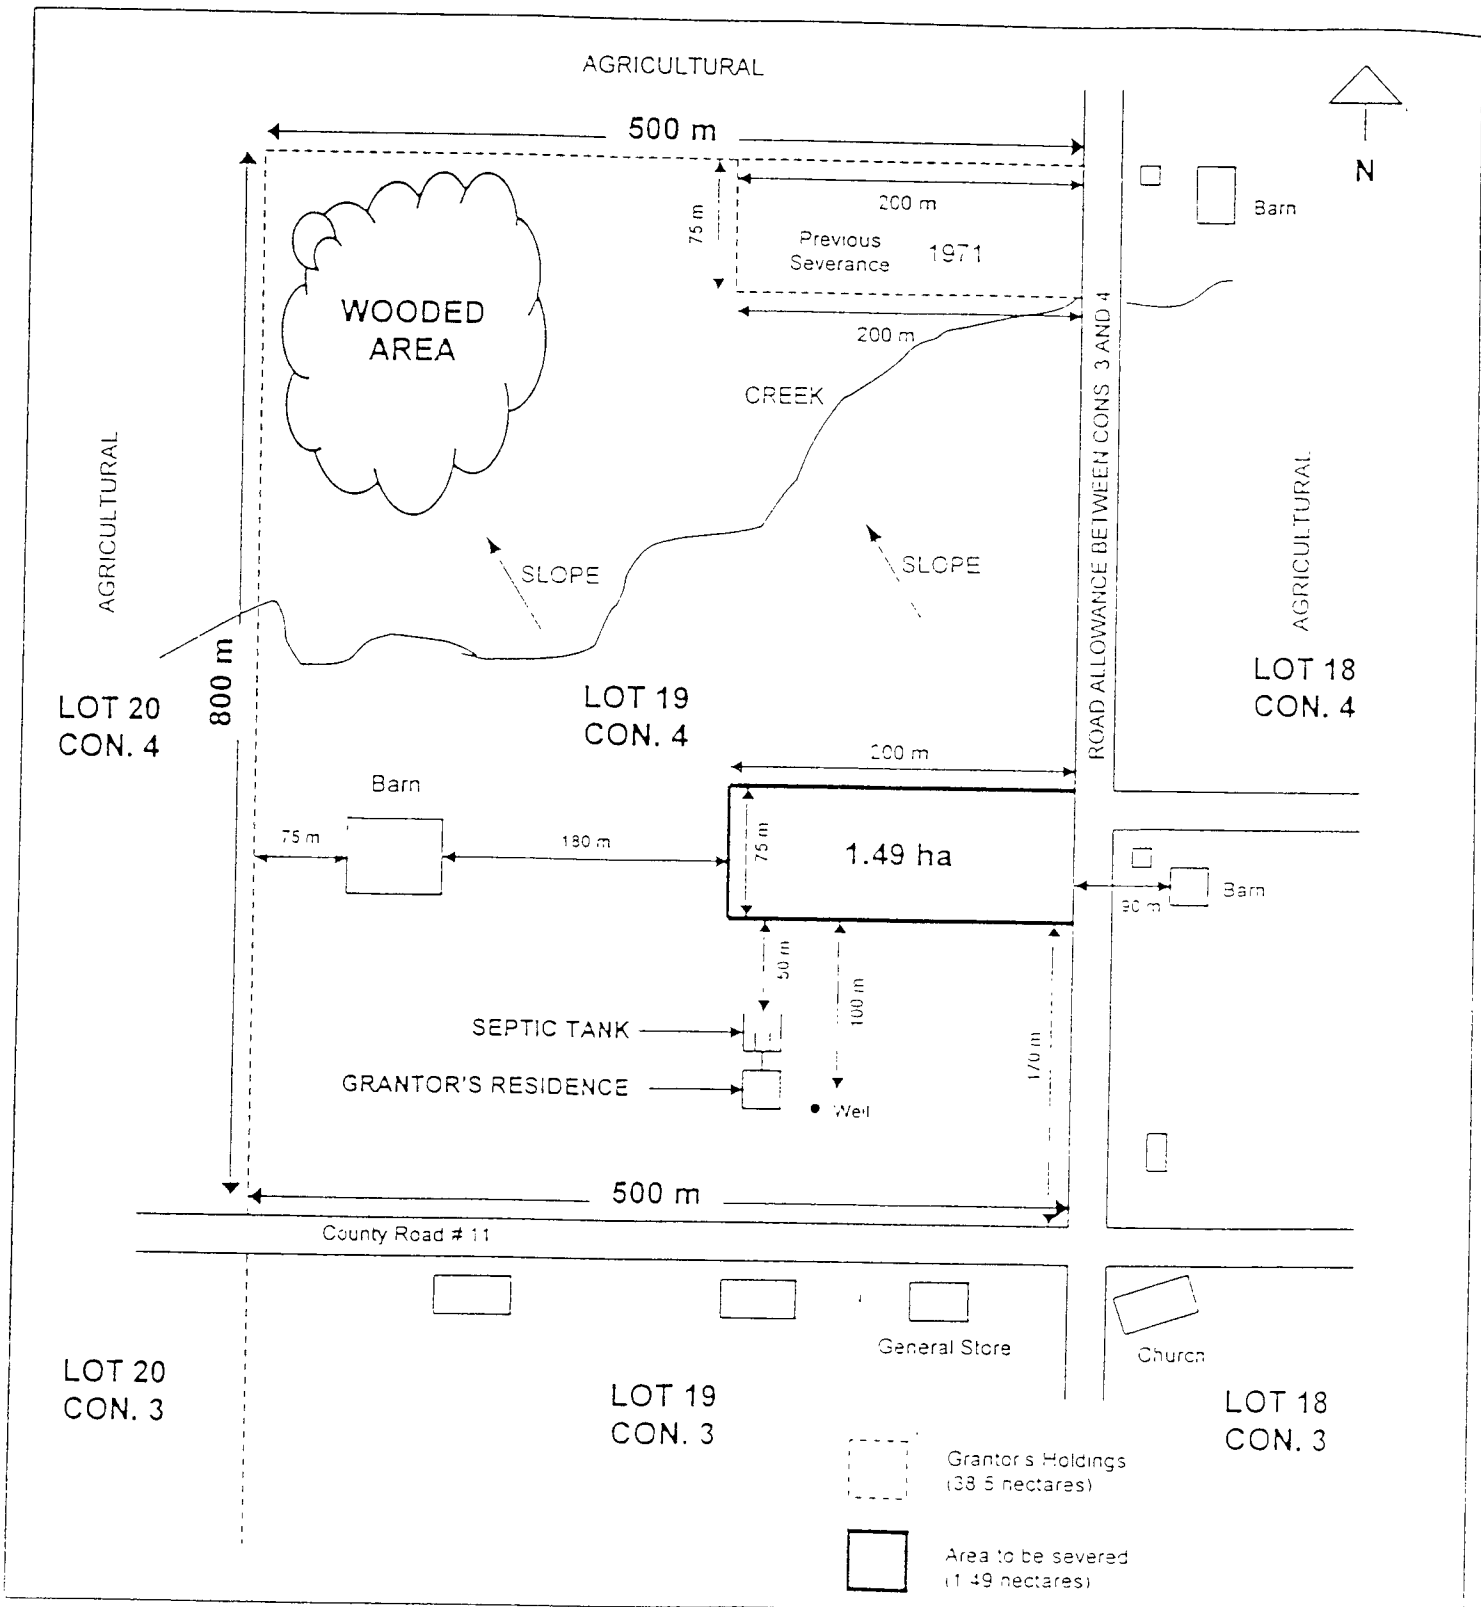 AGRICULTURAL
500 m
N
200 m
75 m
Previous
Severance
1971
Barn
200 m
WOODED
AREA
CREEK
ROAD ALLOWANCE BETWEEN CONS 3 AND 4
AGRICULTURAL
AGRICULTURAL
SLOPE
SLOPE
800 m
LOT 20
CON. 4
LOT 19
CON. 4
LOT 18
CON. 4
200 m
Barn
75 m
180 m
75 m
1.49 ha
90 m
Barn
50 m
100 m
170 m
SEPTIC TANK
GRANTOR'S RESIDENCE
Well
500 m
County Road # 11
General Store
Church
LOT 20
CON. 3
LOT 19
CON. 3
LOT 18
CON. 3
Grantor s Holdings
(38 5 hectares)
Area to be severed
(1 49 hectares)